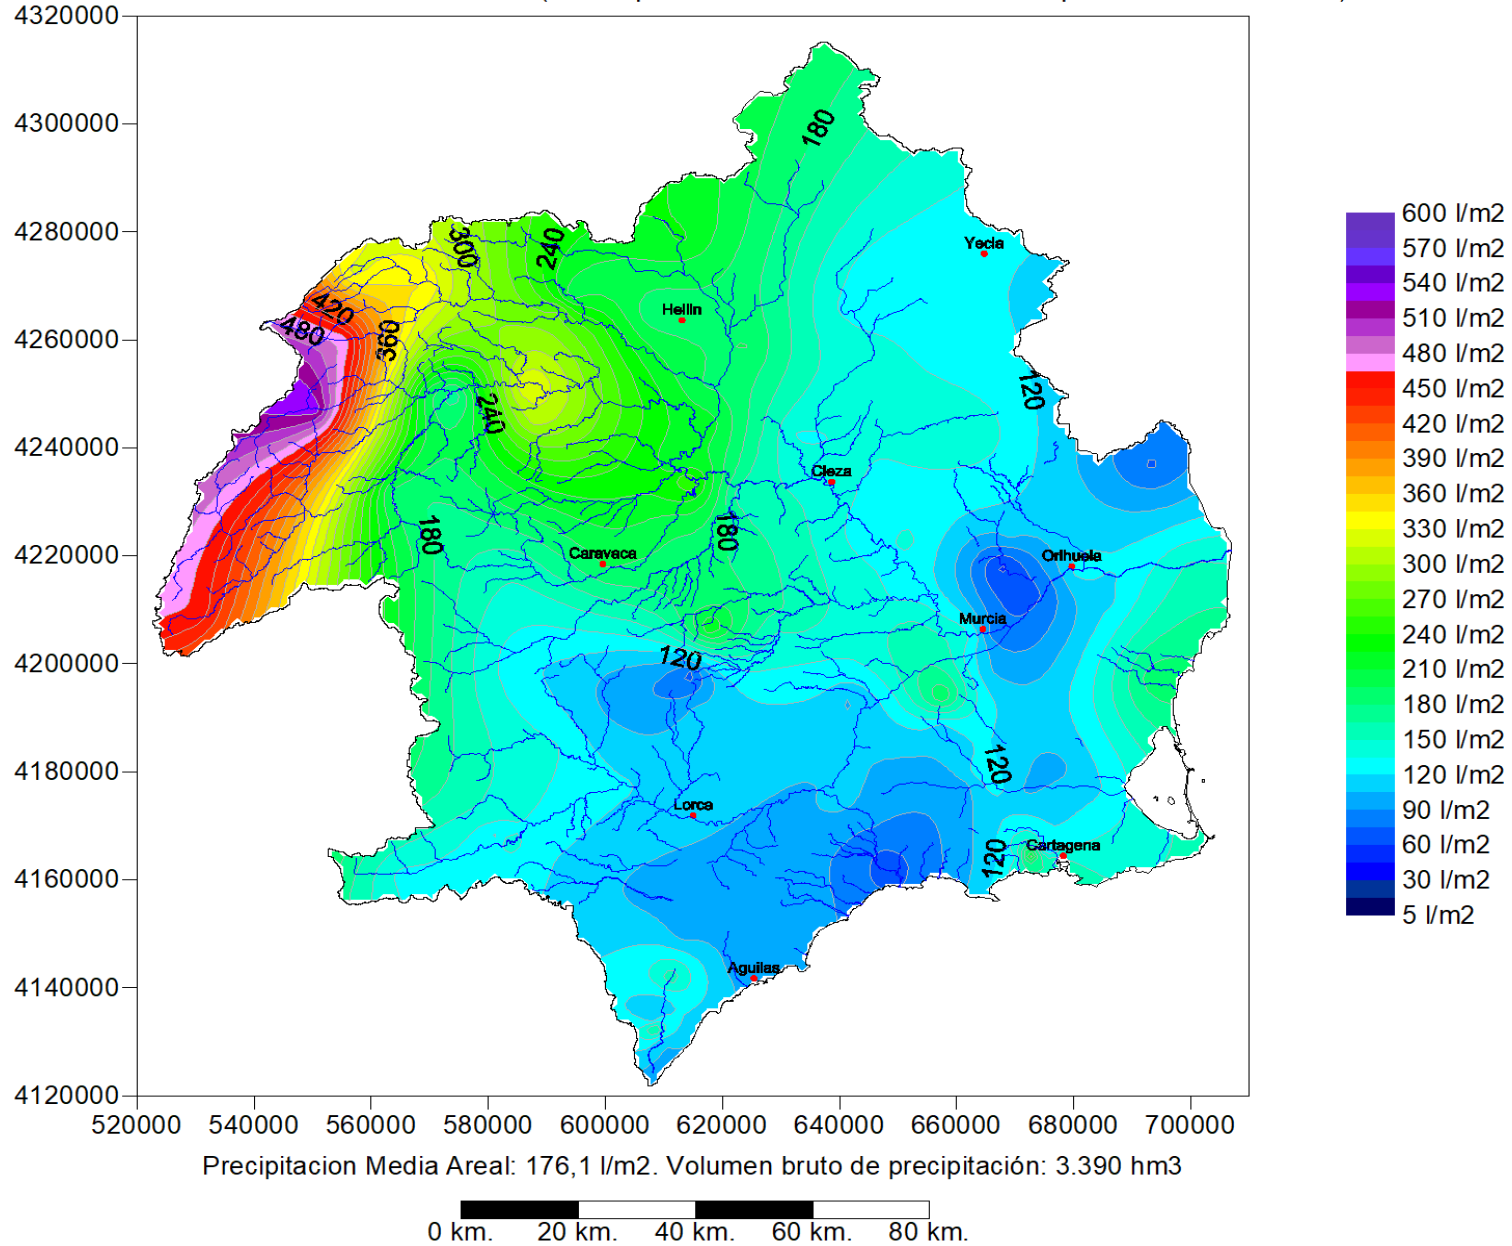 4320000
4300000
4280000
4260000
4240000
4220000
4200000
4180000
4160000
4140000
4120000
520000 540000 560000 580000 600000 620000 640000 660000 680000 700000
180
300
240
Yecla
420
480
360
Hellin
120
240
Cieza
180
180
Caravaca
Orihuela
Murcia
120
120
Lorca
120
Cartagena
Aguilas
600 l/m2
570 l/m2
540 l/m2
510 l/m2
480 l/m2
450 l/m2
420 l/m2
390 l/m2
360 l/m2
330 l/m2
300 l/m2
270 l/m2
240 l/m2
210 l/m2
180 l/m2
150 l/m2
120 l/m2
90 l/m2
60 l/m2
30 l/m2
5 l/m2
Precipitacion Media Areal: 176,1 l/m2. Volumen bruto de precipitación: 3.390 hm3
0 km. 20 km. 40 km. 60 km. 80 km.